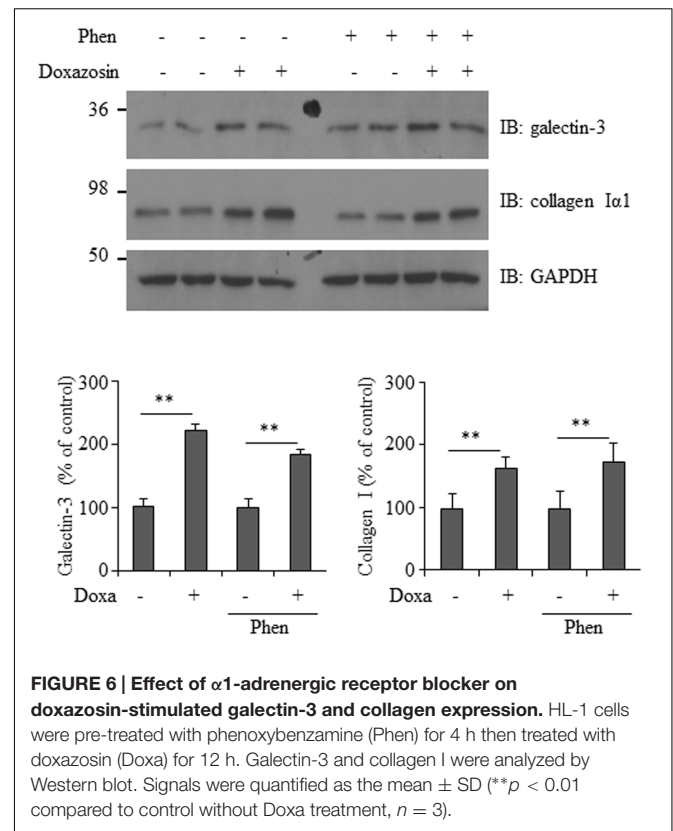 Phen - - - - + + + +
Doxazosin - - + + - - + +
36
IB: galectin-3
98
IB: collagen Iα1
50
IB: GAPDH
Galectin-3 (% of control)
300
200
100
0
** **
Doxa - + - +
Phen
Collagen I (% of control)
300
200
100
0
** **
Doxa - + - +
Phen
FIGURE 6 | Effect of α1-adrenergic receptor blocker on
doxazosin-stimulated galectin-3 and collagen expression. HL-1 cells
were pre-treated with phenoxybenzamine (Phen) for 4 h then treated with
doxazosin (Doxa) for 12 h. Galectin-3 and collagen I were analyzed by
Western blot. Signals were quantified as the mean ± SD (**p < 0.01
compared to control without Doxa treatment, n = 3).